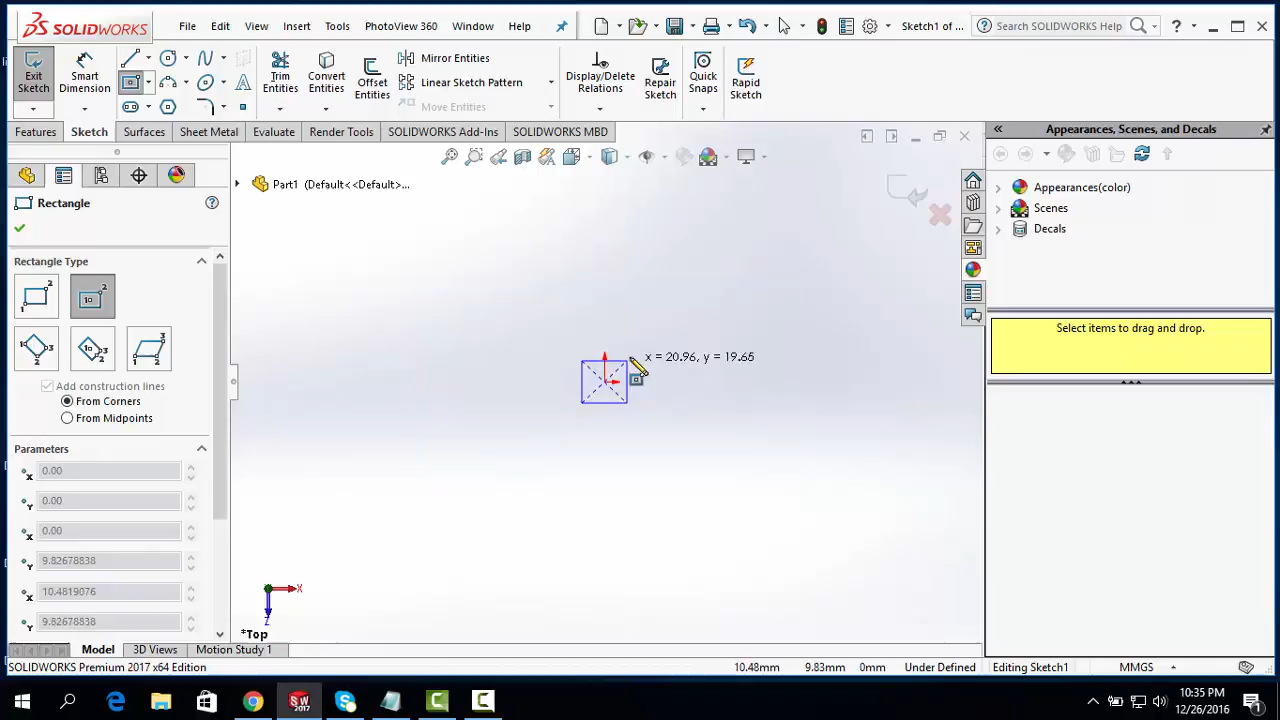 SOLIDWORKS File Edit View Insert Tools PhotoView 360 Window Help Sketch1 of ... Search SOLIDWORKS Help
Exit Sketch
Smart Dimension
Trim Entities
Convert Entities
Offset Entities
Mirror Entities
Linear Sketch Pattern
Move Entities
Display/Delete Relations
Repair Sketch
Quick Snaps
Rapid Sketch
Features Sketch Surfaces Sheet Metal Evaluate Render Tools SOLIDWORKS Add-Ins SOLIDWORKS MBD
Appearances, Scenes, and Decals
Part1 (Default<<Default>...
Rectangle
Rectangle Type
Add construction lines
From Corners
From Midpoints
Parameters
0.00
0.00
0.00
9.82678838
10.4819076
9.82678838
x = 20.96, y = 19.65
X
Z
*Top
Appearances(color)
Scenes
Decals
Select items to drag and drop.
Model 3D Views Motion Study 1
SOLIDWORKS Premium 2017 x64 Edition 10.48mm 9.83mm 0mm Under Defined Editing Sketch1 MMGS
SW 2017
10:35 PM
12/26/2016